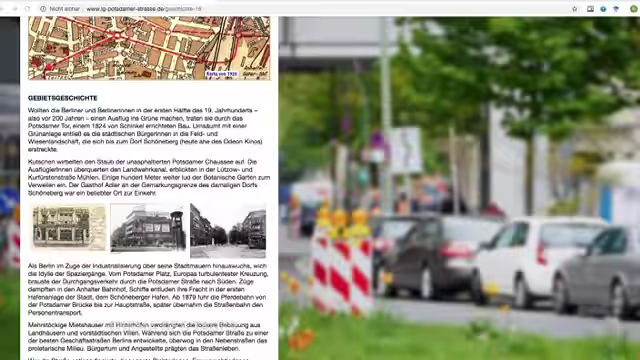 Nicht sicher
www.ig-potsdamer-strasse.de/geschichte-16
Karte von 1926
GEBIETSGESCHICHTE
Wollten die Berliner und Berlinerinnen in der ersten Hälfte des 19. Jahrhunderts –
also vor 200 Jahren – einen Ausflug ins Grüne machen, traten sie durch das
Potsdamer Tor, einem 1824 von Schinkel errichteten Bau. Umsäumt mit einer
Grünanlage entließ es die städtischen BürgerInnen in die Feld- und
Wiesenlandschaft, die sich bis zum Dorf Schöneberg (heute ehe des Odeon Kinos)
erstreckte.
Kutschen wirbelten den Staub der unasphaltierten Potsdamer Chaussee auf. Die
AusflüglerInnen überquerten den Landwehrkanal, erblickten in der Lützow- und
Kurfürstenstraße Mühlen. Einige hundert Meter weiter lud der Botanische Garten zum
Verweilen ein. Der Gasthof Adler an der Gemarkungsgrenze des damaligen Dorfs
Schöneberg war ein beliebter Ort zur Einkehr.
Als Berlin im Zuge der Industrialisierung über seine Stadtmauern hinauswuchs, wich
die Idylle der Spaziergänge. Vom Potsdamer Platz, Europas turbulentester Kreuzung,
brauste der Durchgangsverkehr durch die Potsdamer Straße nach Süden. Züge
dampften in den Anhalter Bahnhof, Schiffe entluden ihre Fracht in der ersten
Hafenanlage der Stadt, dem Schöneberger Hafen. Ab 1879 fuhr die Pferdebahn von
der Potsdamer Brücke bis zur Hauptstraße, später übernahm die Straßenbahn den
Personentransport.
Mehrstöckige Mietshäuser mit Hinterhöfen verdrängten die lockere Bebauung aus
Landhäusern und vorstädtischen Villen. Während sich die Potsdamer Straße zu einer
der besten Geschäftsstraßen Berlins entwickelte, überwog in den Nebenstraßen das
proletarische Milieu. Bürgertum und Angestellte prägten das Straßenleben.